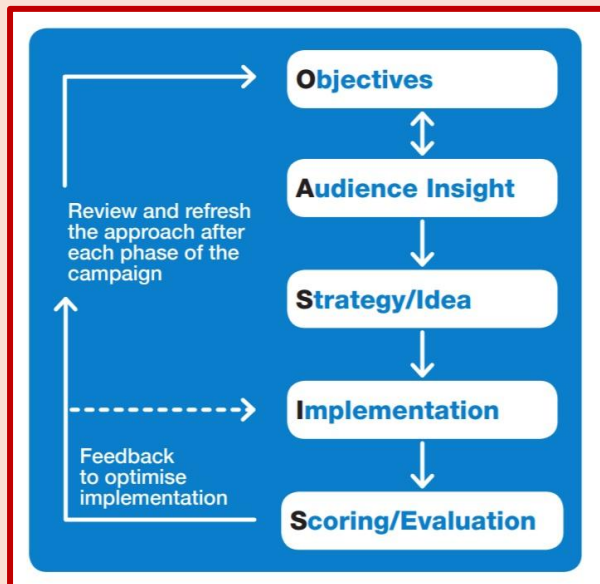 Objectives
Audience Insight
Review and refresh
the approach after
each phase of the
campaign
Strategy/Idea
Implementation
Feedback
to optimise
implementation
Scoring/Evaluation